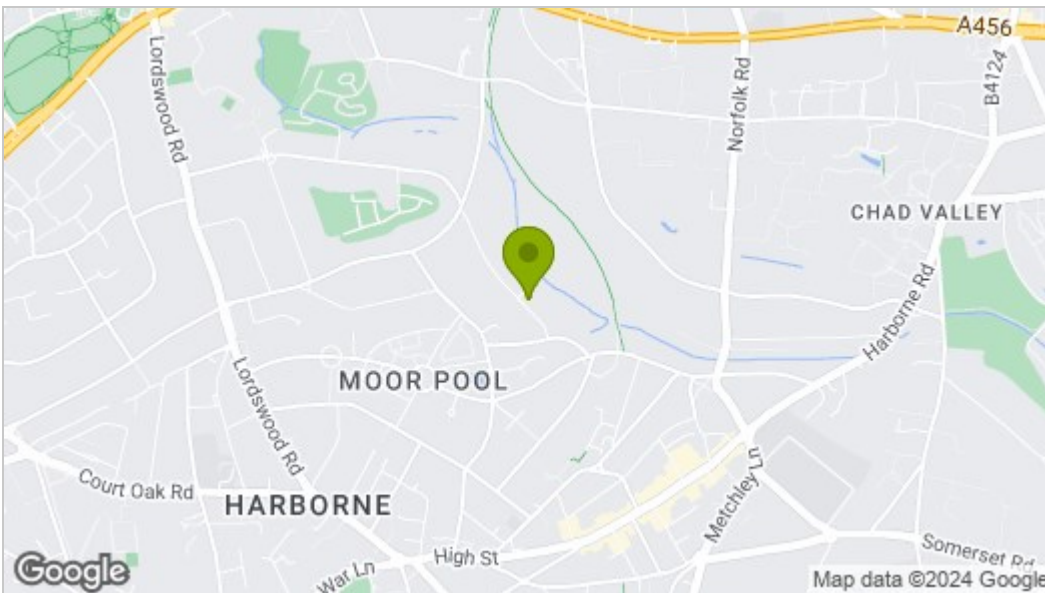 A456
Lordswood Rd
B4124
Norfolk Rd
CHAD VALLEY
Harborne Rd
MOOR POOL
Lordswood Rd
Court Oak Rd
HARBORNE
Metchley Ln
High St
War Ln
Somerset Rd
Google
Map data ©2024 Google